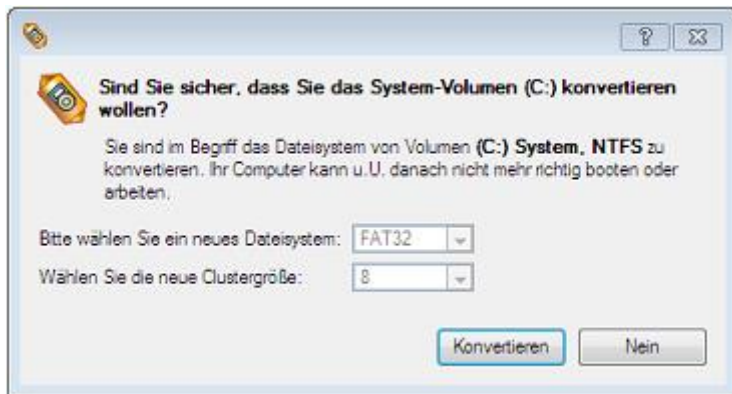 Sind Sie sicher, dass Sie das System-Volumen (C:) konvertieren
wollen?
Sie sind im Begriff das Dateisystem von Volumen (C:) System, NTFS zu
konvertieren. Ihr Computer kann u.U. danach nicht mehr richtig booten oder
arbeiten.
Bitte wählen Sie ein neues Dateisystem: FAT32
Wählen Sie die neue Clustergröße: 8
Konvertieren Nein